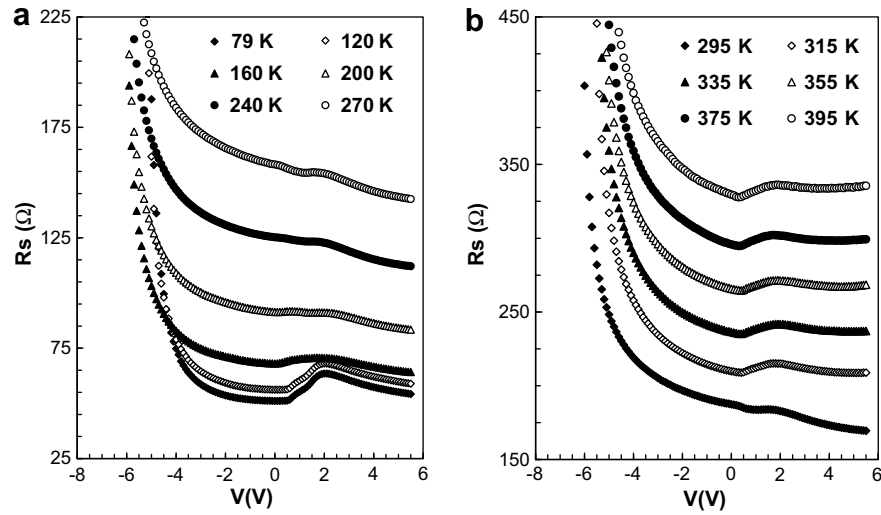 a
225
175
125
75
25
Rs (Ω)
79 K
120 K
160 K
200 K
240 K
270 K
-8 -6 -4 -2 0 2 4 6
V(V)
b
450
350
250
150
Rs (Ω)
295 K
315 K
335 K
355 K
375 K
395 K
-8 -6 -4 -2 0 2 4 6
V(V)